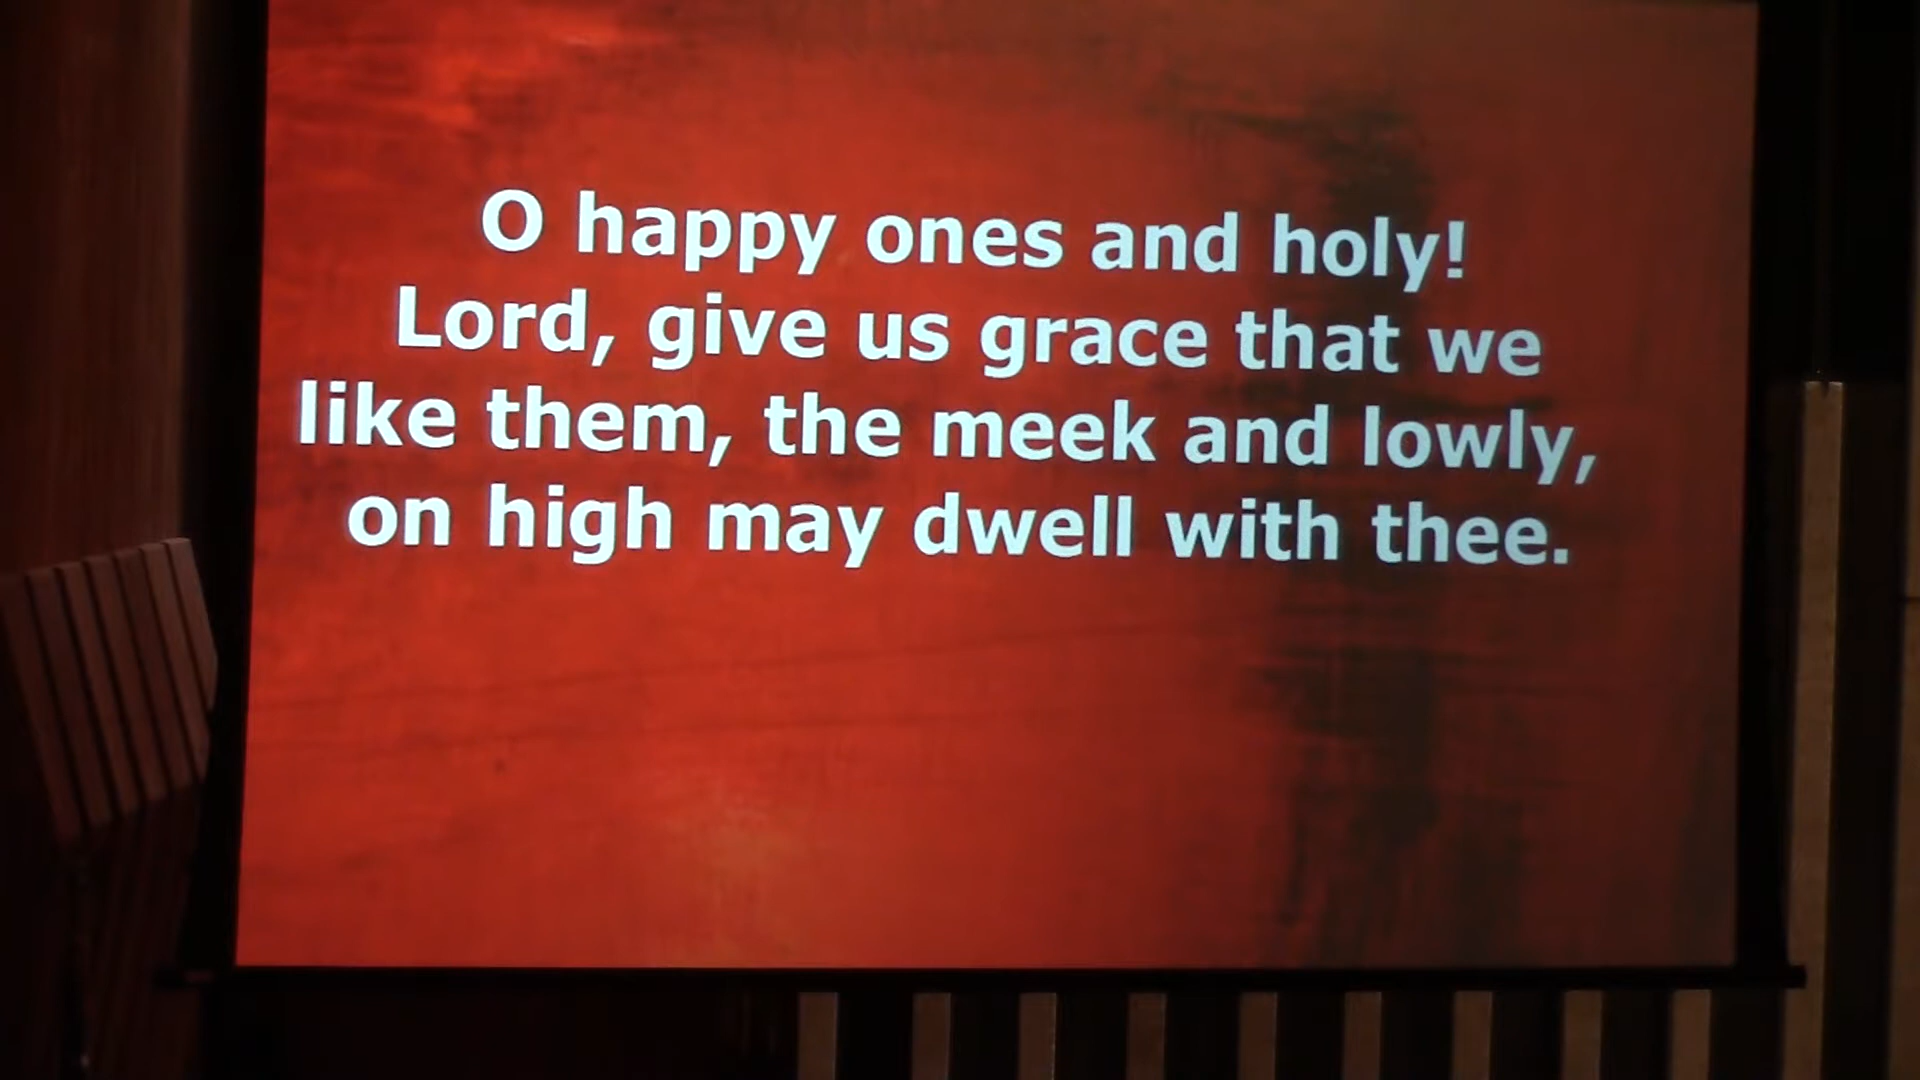 O happy ones and holy!
Lord, give us grace that we
like them, the meek and lowly,
on high may dwell with thee.